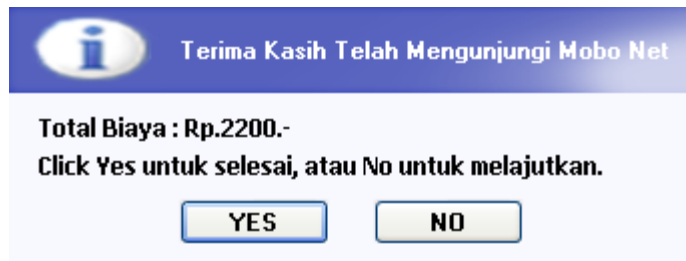 Terima Kasih Telah Mengunjungi Mobo Net
Total Biaya : Rp.2200.-
Click Yes untuk selesai, atau No untuk melajutkan.
YES
NO